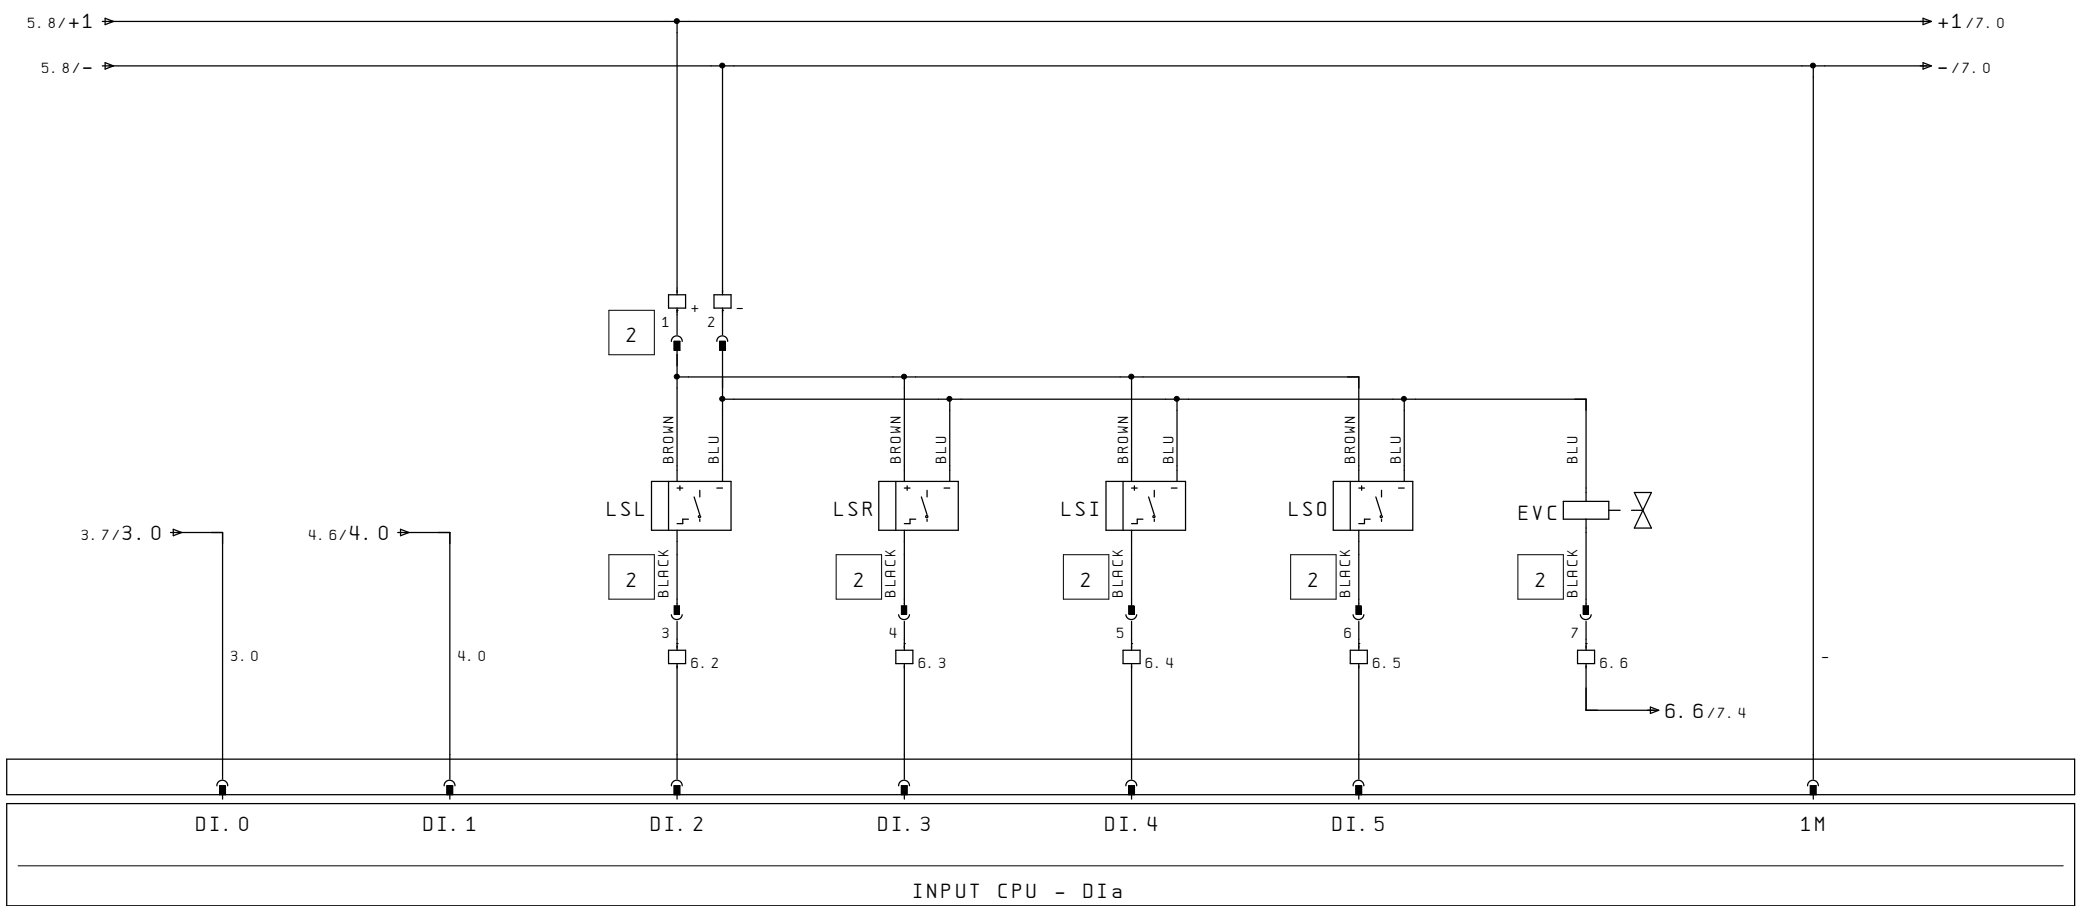 5.8/+1 +1/7.0
5.8/- -/7.0
2 1 + 2 -
BROWN BLU BROWN BLU BROWN BLU BROWN BLU BLU
LSL + - LSR + - LSI + - LSO + - EVC
3.7/3.0 4.6/4.0
2 BLACK 2 BLACK 2 BLACK 2 BLACK 2 BLACK
3 4 5 6 7
3.0 4.0 6.2 6.3 6.4 6.5 6.6 -
6.6/7.4
DI.0 DI.1 DI.2 DI.3 DI.4 DI.5 1M
INPUT CPU - DIa